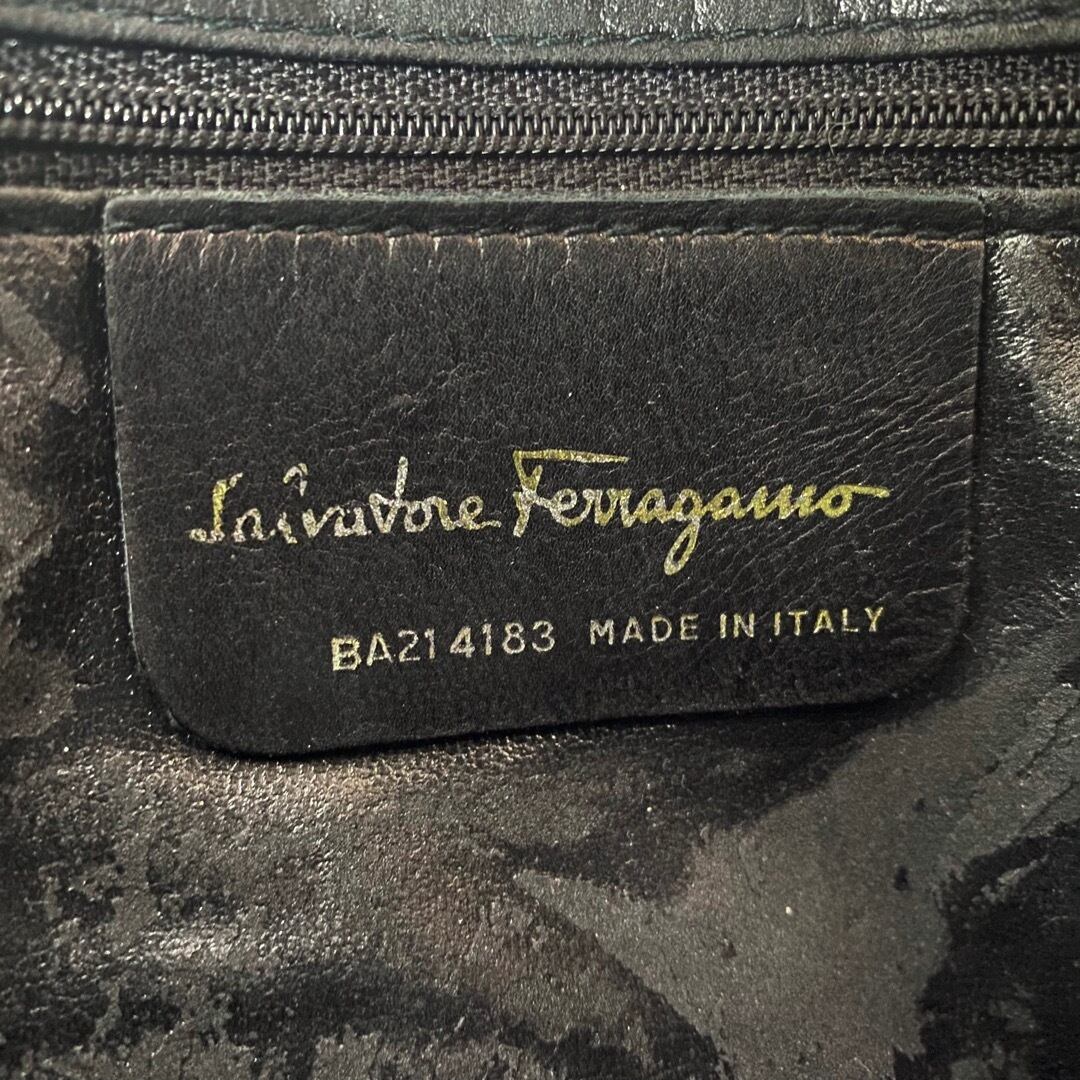 Salvatore Ferragamo
BA214183 MADE IN ITALY